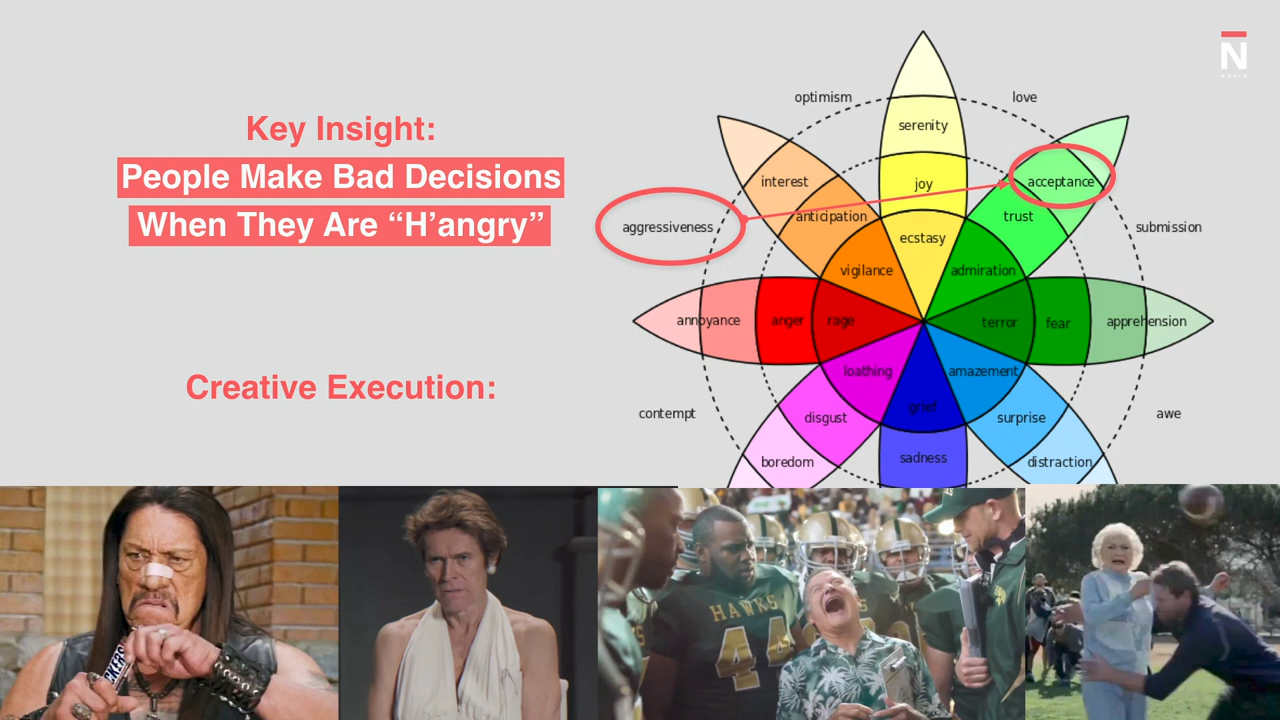 Key Insight:
People Make Bad Decisions
When They Are “H’angry”
Creative Execution:
N
optimism
love
serenity
interest
joy
acceptance
aggressiveness
anticipation
trust
submission
ecstasy
vigilance
admiration
annoyance
anger
rage
terror
fear
apprehension
loathing
amazement
contempt
grief
awe
disgust
surprise
boredom
sadness
distraction
CKERS
HAWKS
44